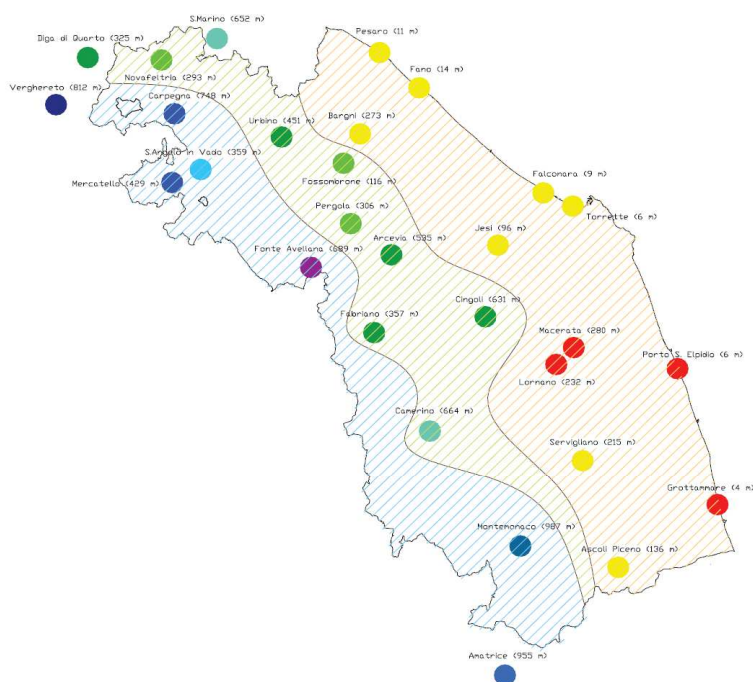 S.Marino (652 m)
Pesaro (11 m)
Diga di Quarto (325 m)
Fano (14 m)
Novafeltria (293 m)
Verghereto (812 m)
Carpegna (748 m)
Urbino (451 m)
Bargni (273 m)
S.Angelo in Vado (359 m)
Fossombrone (116 m)
Mercatello (429 m)
Falconara (9 m)
Torrette (6 m)
Pergola (306 m)
Jesi (96 m)
Arcevia (535 m)
Fonte Avellana (689 m)
Cingoli (631 m)
Fabriano (357 m)
Macerata (280 m)
Porto S. Elpidio (6 m)
Lornano (232 m)
Camerino (664 m)
Servigliano (215 m)
Grottammare (4 m)
Montemonaco (987 m)
Ascoli Piceno (136 m)
Amatrice (955 m)